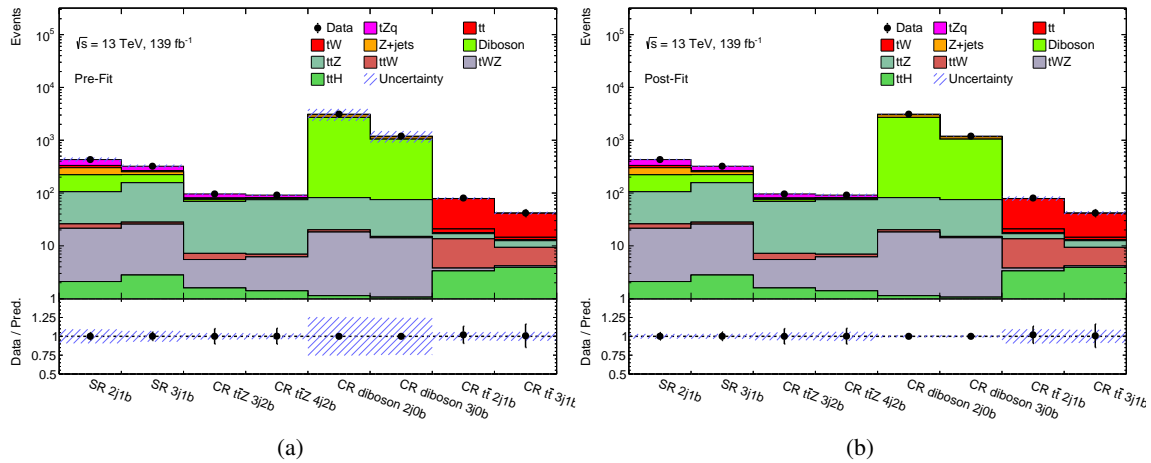 Events
10⁵
10⁴
10³
10²
10
1
√s = 13 TeV, 139 fb⁻¹
Pre-Fit
Data tZq tt
tW Z+jets Diboson
ttZ ttW tWZ
ttH Uncertainty
Data / Pred.
1.25
1
0.75
0.5
SR 2j1b
SR 3j1b
CR tt̄Z 3j2b
CR tt̄Z 4j2b
CR diboson 2j0b
CR diboson 3j0b
CR tt̄ 2j1b
CR tt̄ 3j1b
(a)
Events
10⁵
10⁴
10³
10²
10
1
√s = 13 TeV, 139 fb⁻¹
Post-Fit
Data tZq tt
tW Z+jets Diboson
ttZ ttW tWZ
ttH Uncertainty
Data / Pred.
1.25
1
0.75
0.5
SR 2j1b
SR 3j1b
CR tt̄Z 3j2b
CR tt̄Z 4j2b
CR diboson 2j0b
CR diboson 3j0b
CR tt̄ 2j1b
CR tt̄ 3j1b
(b)